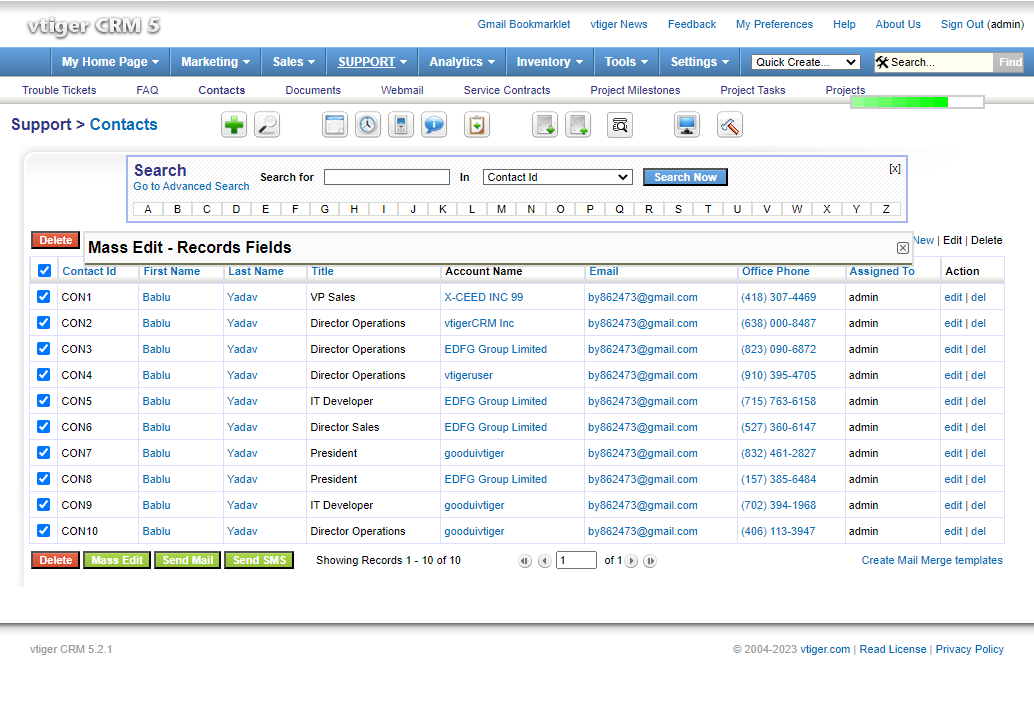 vtiger CRM 5
Gmail Bookmarklet vtiger News Feedback My Preferences Help About Us Sign Out (admin)
My Home Page Marketing Sales SUPPORT Analytics Inventory Tools Settings Quick Create... Search... Find
Trouble Tickets FAQ Contacts Documents Webmail Service Contracts Project Milestones Project Tasks Projects
Support > Contacts
Search
Go to Advanced Search Search for In Contact Id Search Now [x]
A B C D E F G H I J K L M N O P Q R S T U V W X Y Z
Delete Mass Edit - Records Fields New | Edit | Delete
Contact Id First Name Last Name Title Account Name Email Office Phone Assigned To Action
CON1 Bablu Yadav VP Sales X-CEED INC 99 by862473@gmail.com (418) 307-4469 admin edit | del
CON2 Bablu Yadav Director Operations vtigerCRM Inc by862473@gmail.com (638) 000-8487 admin edit | del
CON3 Bablu Yadav Director Operations EDFG Group Limited by862473@gmail.com (823) 090-6872 admin edit | del
CON4 Bablu Yadav Director Operations vtigeruser by862473@gmail.com (910) 395-4705 admin edit | del
CON5 Bablu Yadav IT Developer EDFG Group Limited by862473@gmail.com (715) 763-6158 admin edit | del
CON6 Bablu Yadav Director Sales EDFG Group Limited by862473@gmail.com (527) 360-6147 admin edit | del
CON7 Bablu Yadav President gooduivtiger by862473@gmail.com (832) 461-2827 admin edit | del
CON8 Bablu Yadav President EDFG Group Limited by862473@gmail.com (157) 385-6484 admin edit | del
CON9 Bablu Yadav IT Developer gooduivtiger by862473@gmail.com (702) 394-1968 admin edit | del
CON10 Bablu Yadav Director Operations gooduivtiger by862473@gmail.com (406) 113-3947 admin edit | del
Delete Mass Edit Send Mail Send SMS Showing Records 1 - 10 of 10 1 of 1 Create Mail Merge templates
vtiger CRM 5.2.1 © 2004-2023 vtiger.com | Read License | Privacy Policy